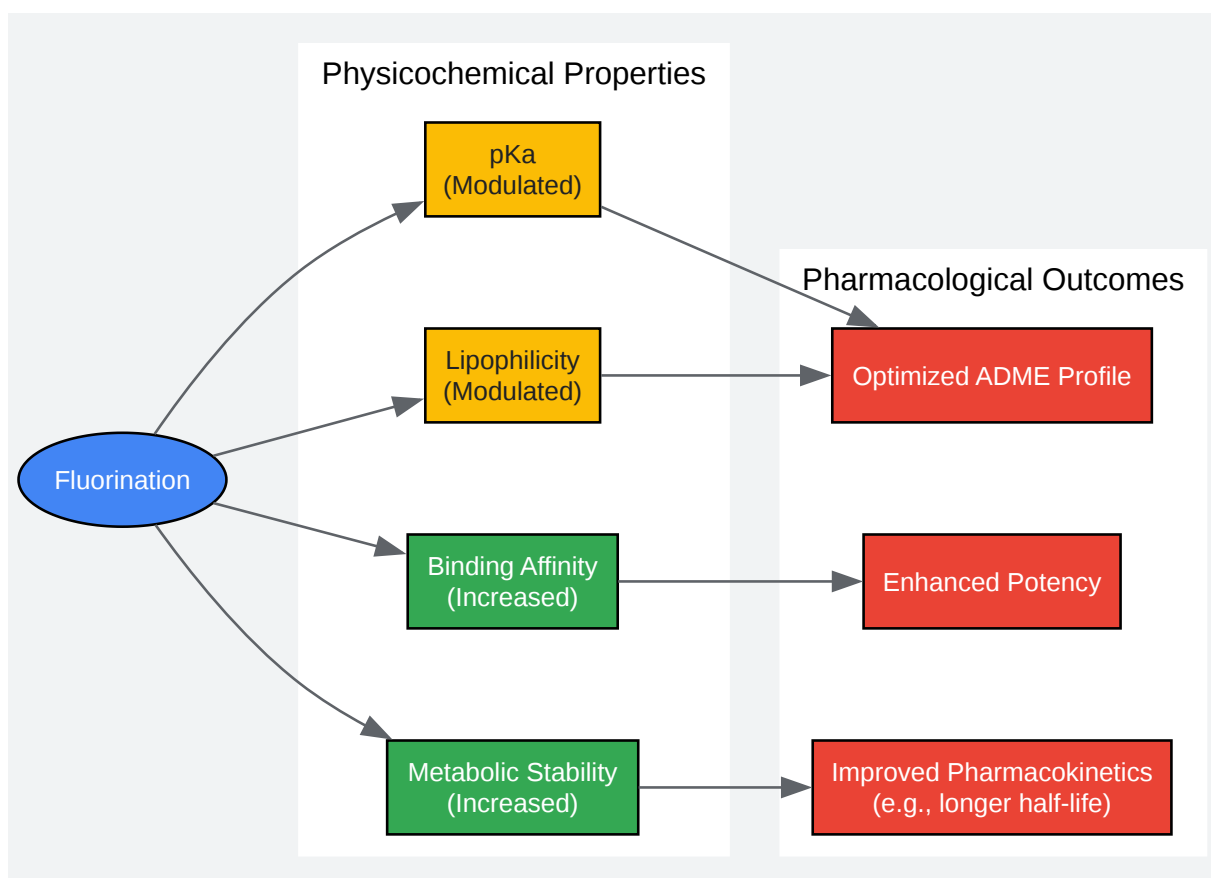 Physicochemical Properties
pKa
(Modulated)
Pharmacological Outcomes
Lipophilicity
(Modulated)
Optimized ADME Profile
Fluorination
Binding Affinity
(Increased)
Enhanced Potency
Metabolic Stability
(Increased)
Improved Pharmacokinetics
(e.g., longer half-life)